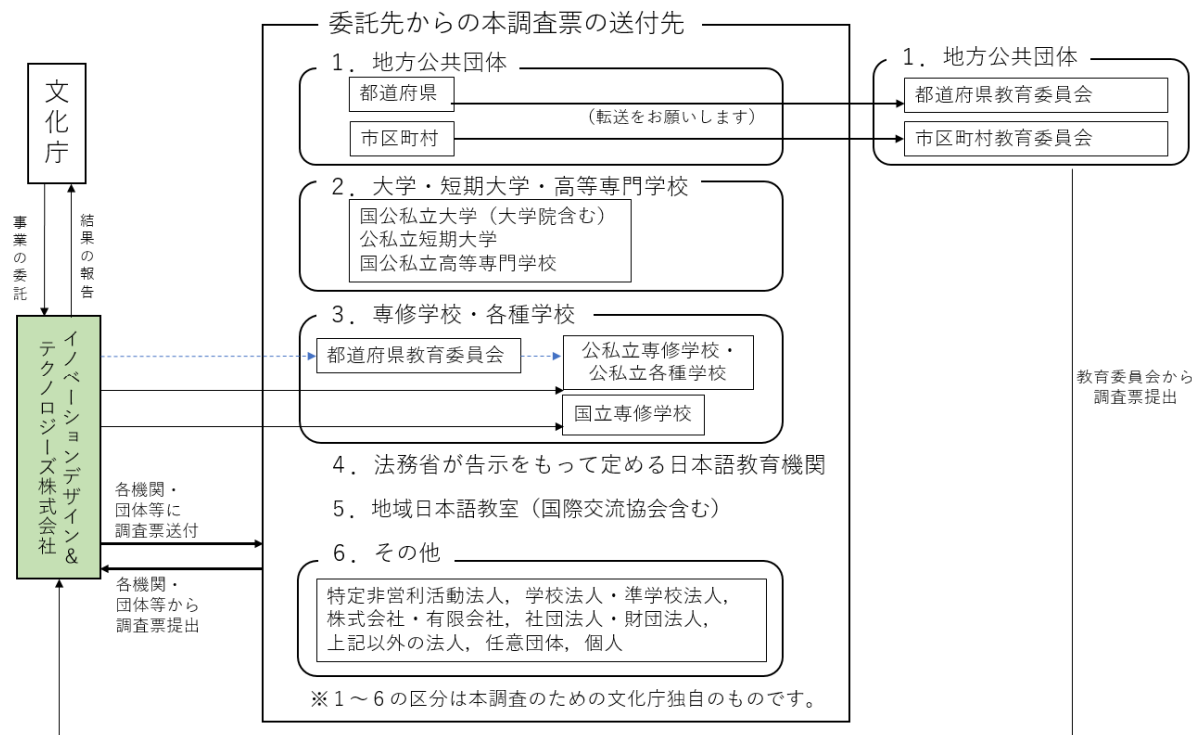 委託先からの本調査票の送付先
文化庁
事業の委託
結果の報告
イノベーションデザイン&
テクノロジーズ株式会社
各機関・
団体等に
調査票送付
各機関・
団体等から
調査票提出
1．地方公共団体
都道府県
(転送をお願いします)
市区町村
1．地方公共団体
都道府県教育委員会
市区町村教育委員会
教育委員会から
調査票提出
2．大学・短期大学・高等専門学校
国公私立大学（大学院含む）
公私立短期大学
国公私立高等専門学校
3．専修学校・各種学校
都道府県教育委員会
公私立専修学校・
公私立各種学校
国立専修学校
4．法務省が告示をもって定める日本語教育機関
5．地域日本語教室（国際交流協会含む）
6．その他
特定非営利活動法人，学校法人・準学校法人，
株式会社・有限会社，社団法人・財団法人，
上記以外の法人，任意団体，個人
※1～6の区分は本調査のための文化庁独自のものです。